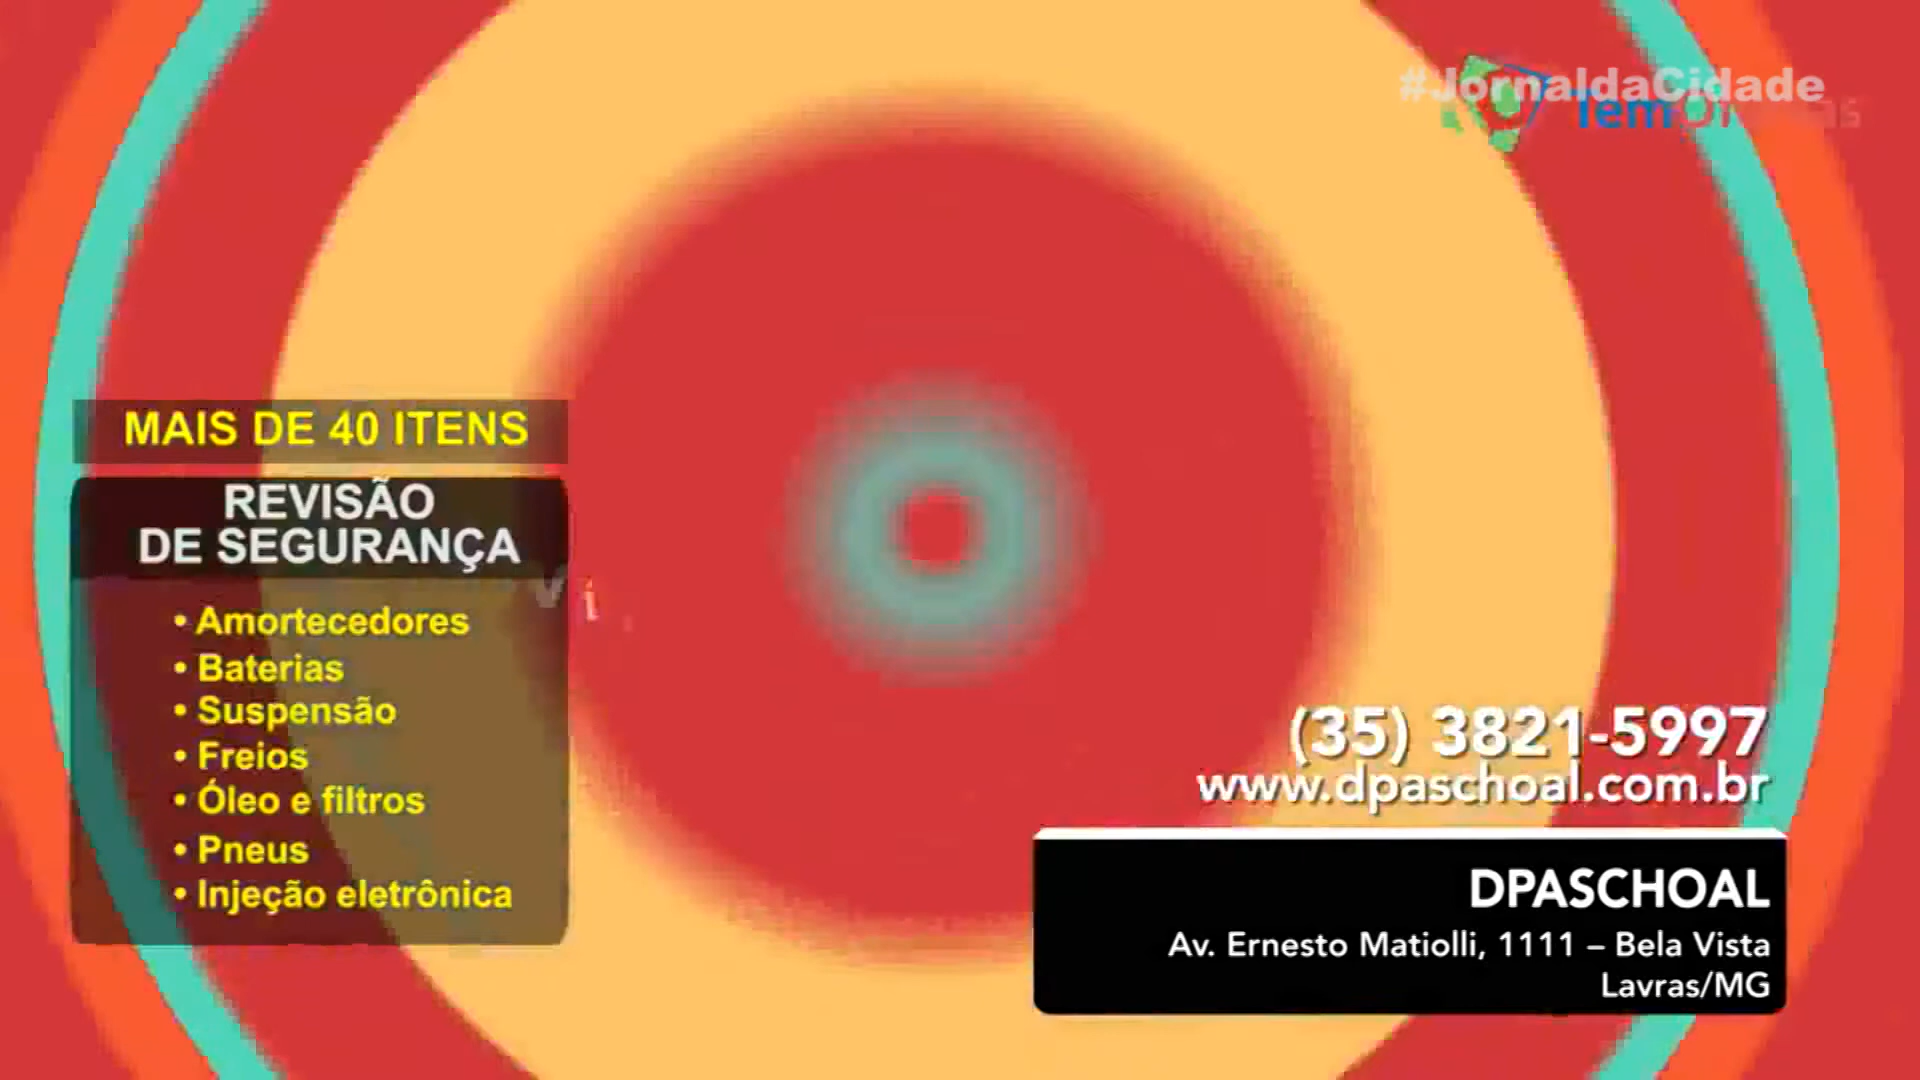 #JornaldaCidade
MAIS DE 40 ITENS
REVISÃO
DE SEGURANÇA
• Amortecedores
• Baterias
• Suspensão
• Freios
• Óleo e filtros
• Pneus
• Injeção eletrônica
(35) 3821-5997
www.dpaschoal.com.br
DPASCHOAL
Av. Ernesto Matiolli, 1111 – Bela Vista
Lavras/MG